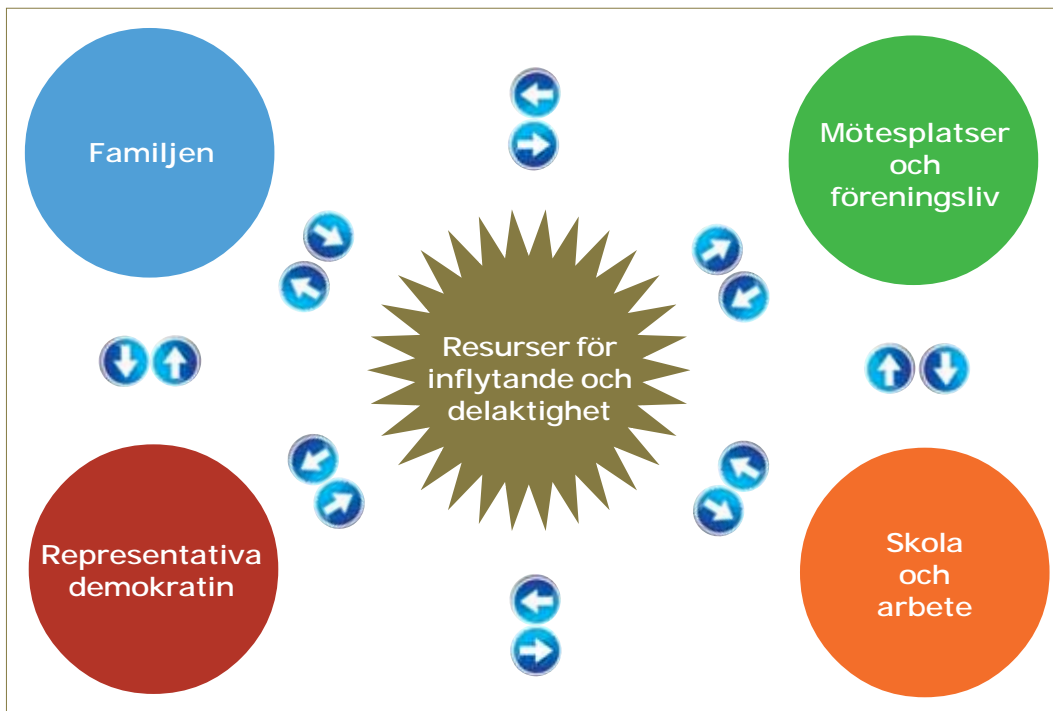 Familjen
Mötesplatser
och
föreningsliv
Resurser för
inflytande och
delaktighet
Representativa
demokratin
Skola
och
arbete